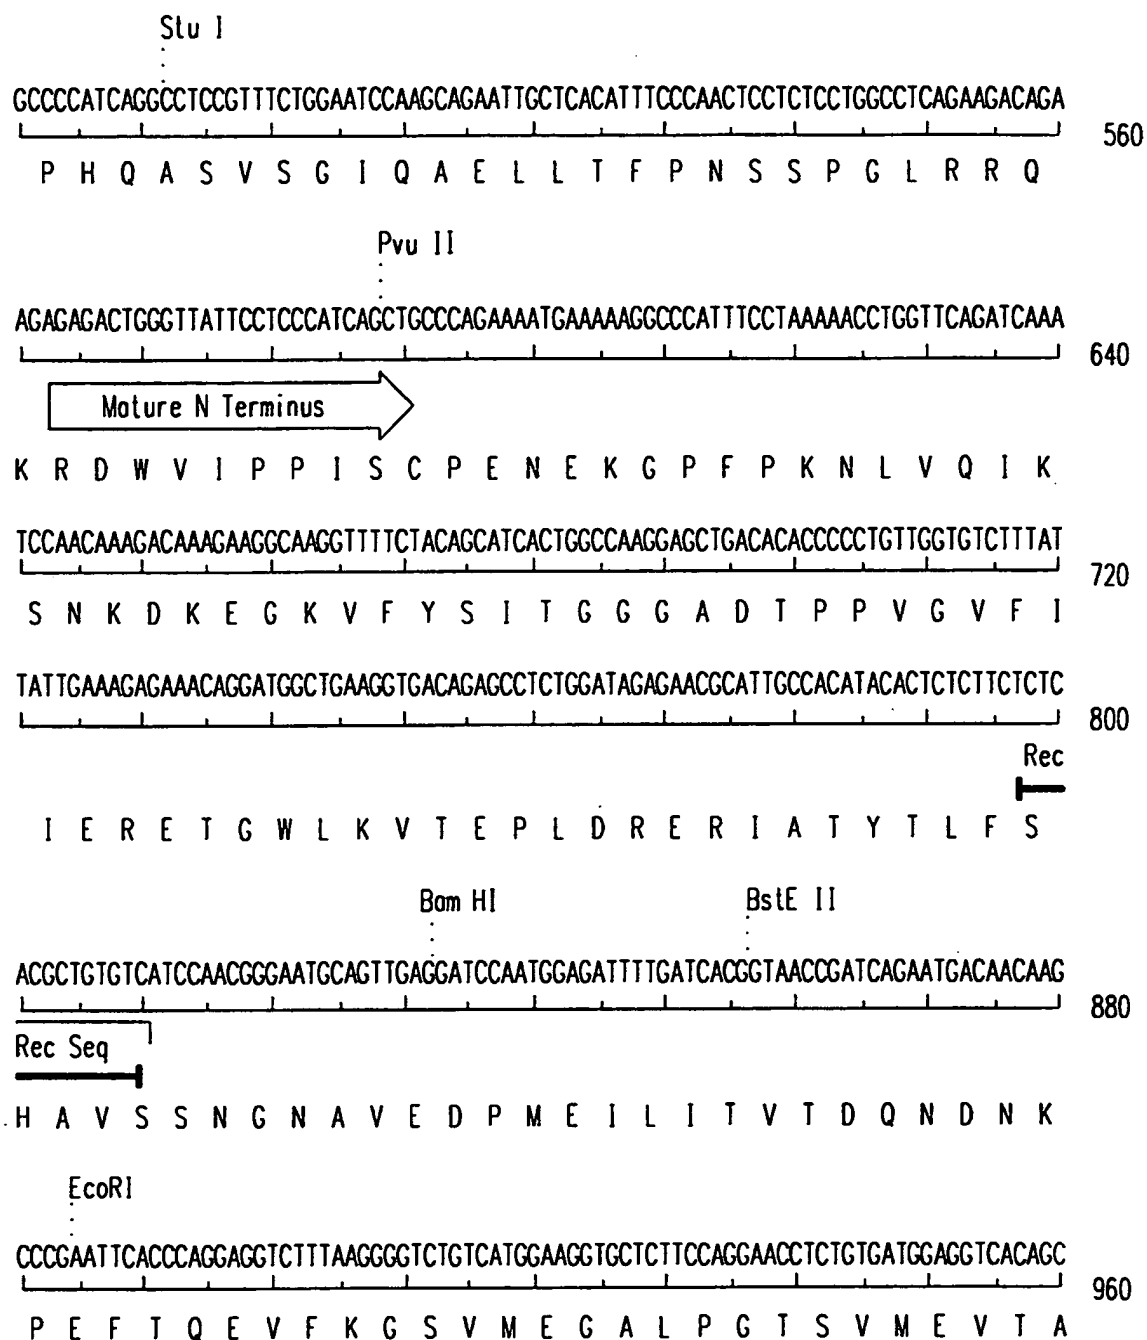 Stu I
GCCCCATCAGGCCTCCGTTTCTGGAATCCAAGCAGAATTGCTCACATTTCCCAACTCCTCTCCTGGCCTCAGAAGACAGA
560
P H Q A S V S G I Q A E L L T F P N S S P G L R R Q
Pvu II
AGAGAGACTGGGTTATTCCTCCCATCAGCTGCCCAGAAAATGAAAAAGGCCCATTTCCTAAAAACCTGGTTCAGATCAAA
640
Mature N Terminus
K R D W V I P P I S C P E N E K G P F P K N L V Q I K
TCCAACAAAGACAAAGAAGGCAAGGTTTTCTACAGCATCACTGGCCAAGGAGCTGACACACCCCCTGTTGGTGTCTTTAT
720
S N K D K E G K V F Y S I T G G G A D T P P V G V F I
TATTGAAAGAGAAACAGGATGGCTGAAGGTGACAGAGCCTCTGGATAGAGAACGCATTGCCACATACACTCTCTTCTCTC
800
Rec
I E R E T G W L K V T E P L D R E R I A T Y T L F S
Bam HI BstE II
ACGCTGTGTCATCCAACGGGAATGCAGTTGAGGATCCAATGGAGATTTTGATCACGGTAACCGATCAGAATGACAACAAG
880
Rec Seq
H A V S S N G N A V E D P M E I L I T V T D Q N D N K
EcoRI
CCCGAATTCACCCAGGAGGTCTTTAAGGGGTCTGTCATGGAAGGTGCTCTTCCAGGAACCTCTGTGATGGAGGTCACAGC
960
P E F T Q E V F K G S V M E G A L P G T S V M E V T A